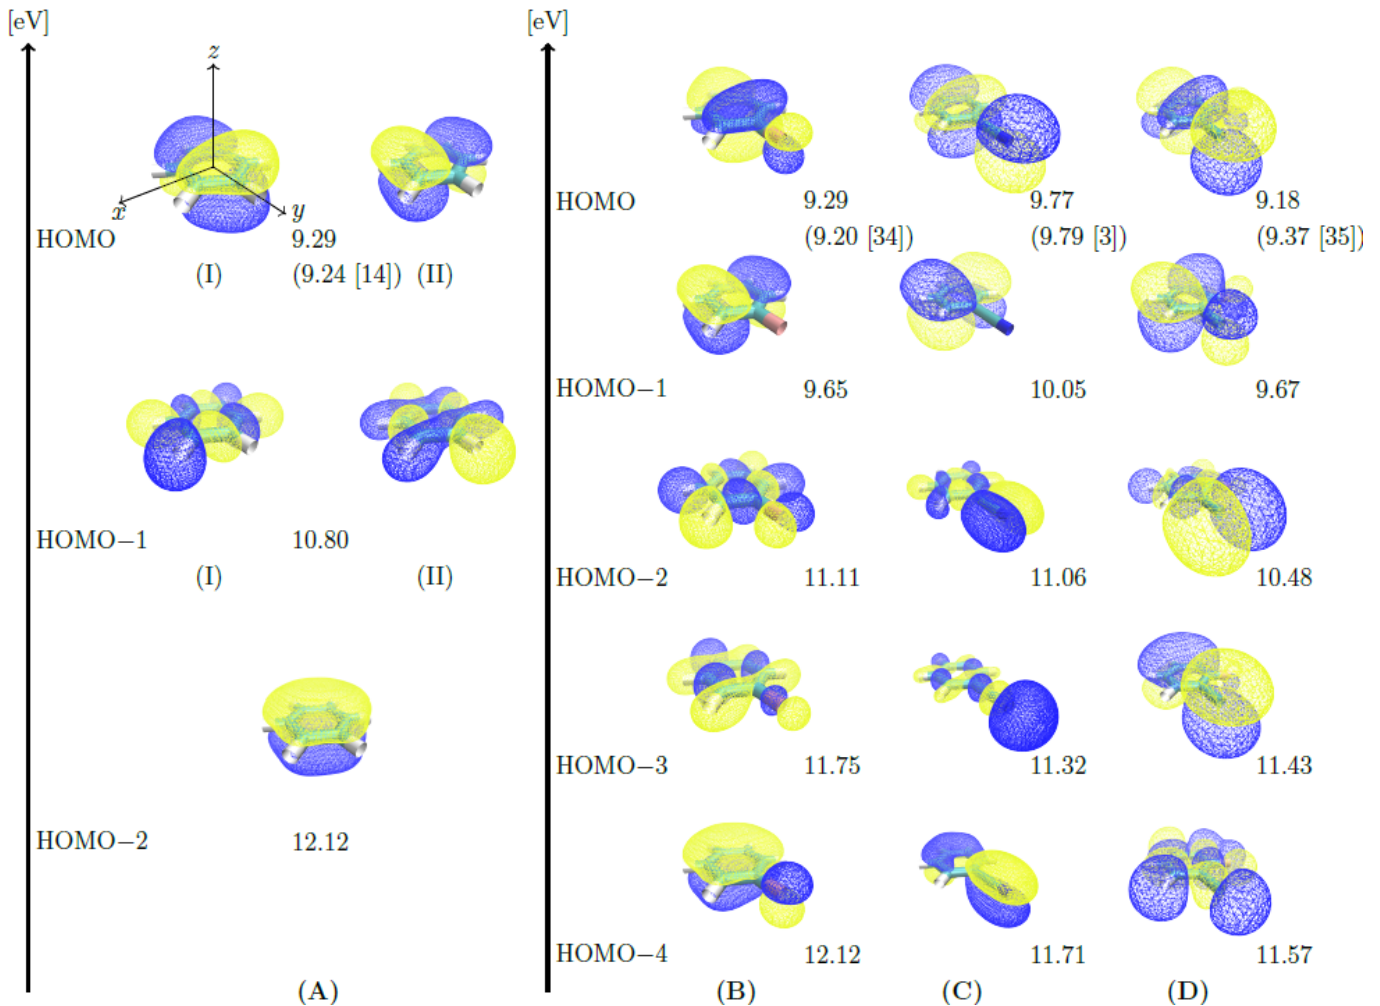 [eV]
[eV]
z
x
y
HOMO
9.29
(I)
(9.24 [14])
(II)
HOMO−1
10.80
(I)
(II)
HOMO−2
12.12
(A)
HOMO
9.29
9.77
9.18
(9.20 [34])
(9.79 [3])
(9.37 [35])
HOMO−1
9.65
10.05
9.67
HOMO−2
11.11
11.06
10.48
HOMO−3
11.75
11.32
11.43
HOMO−4
12.12
11.71
11.57
(B)
(C)
(D)